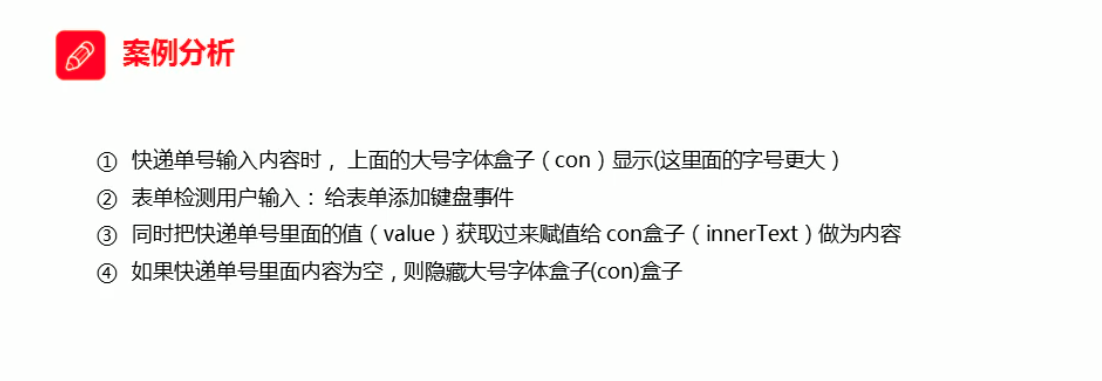 案例分析
① 快递单号输入内容时， 上面的大号字体盒子（con）显示(这里面的字号更大）
② 表单检测用户输入： 给表单添加键盘事件
③ 同时把快递单号里面的值（value）获取过来赋值给 con盒子（innerText）做为内容
④ 如果快递单号里面内容为空，则隐藏大号字体盒子(con)盒子